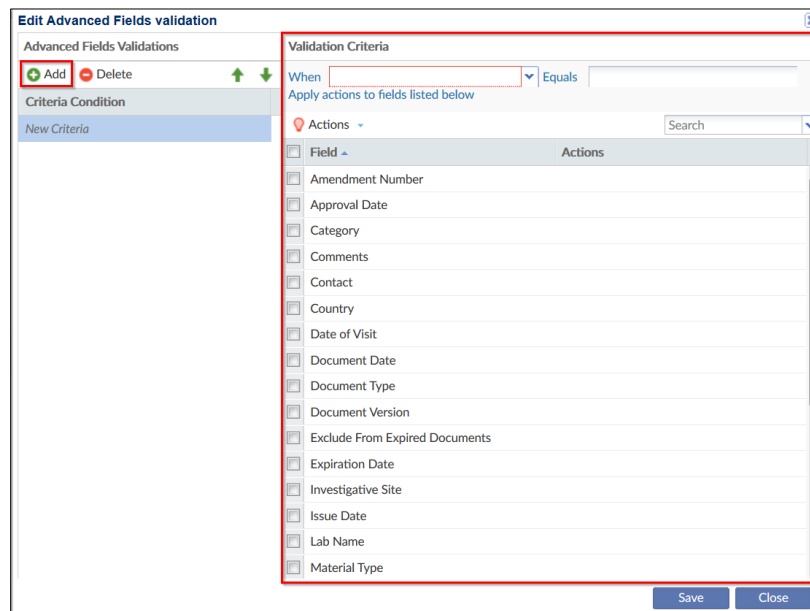 Edit Advanced Fields validation
Advanced Fields Validations
Add Delete
Criteria Condition
New Criteria
Validation Criteria
When Equals
Apply actions to fields listed below
Actions Search
Field Actions
Amendment Number
Approval Date
Category
Comments
Contact
Country
Date of Visit
Document Date
Document Type
Document Version
Exclude From Expired Documents
Expiration Date
Investigative Site
Issue Date
Lab Name
Material Type
Save Close